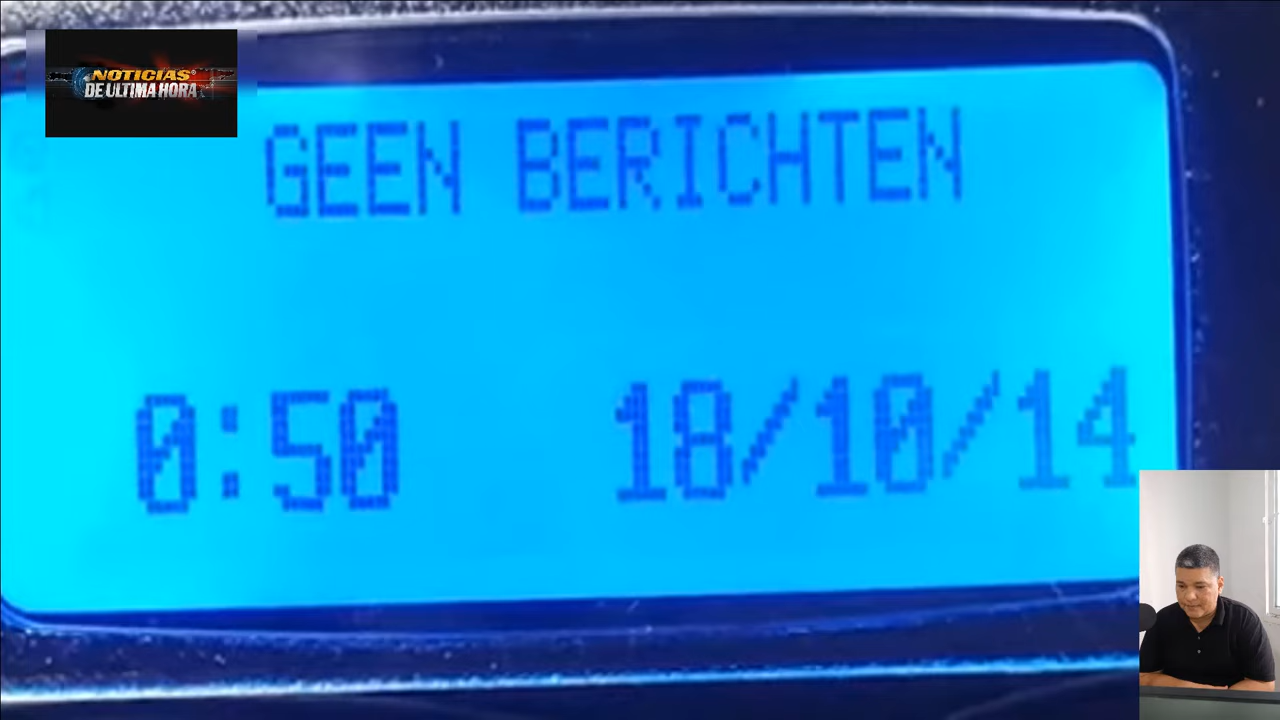 NOTICIAS®
DE ULTIMA HORA
GEEN BERICHTEN
0:50 18/10/14